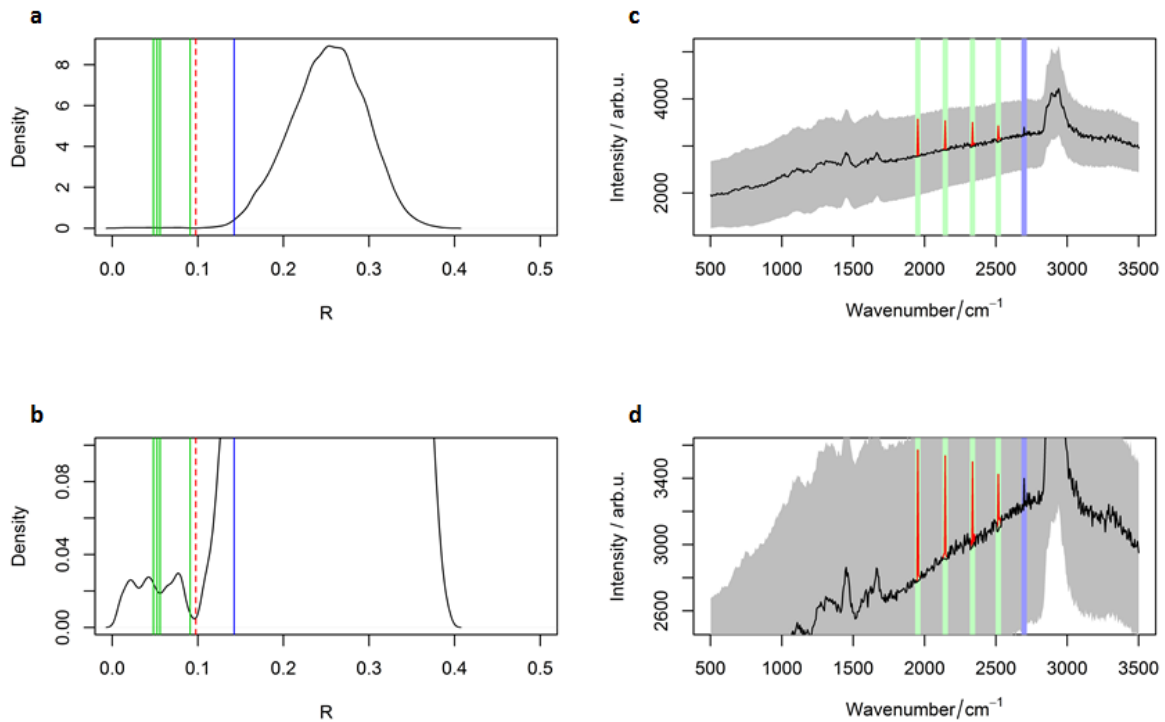 a
Density
0 2 4 6 8
0.0 0.1 0.2 0.3 0.4 0.5
R
c
Intensity / arb.u.
2000 4000
500 1000 1500 2000 2500 3000 3500
Wavenumber/cm⁻¹
b
Density
0.00 0.04 0.08
0.0 0.1 0.2 0.3 0.4 0.5
R
d
Intensity / arb.u.
2600 3000 3400
500 1000 1500 2000 2500 3000 3500
Wavenumber/cm⁻¹